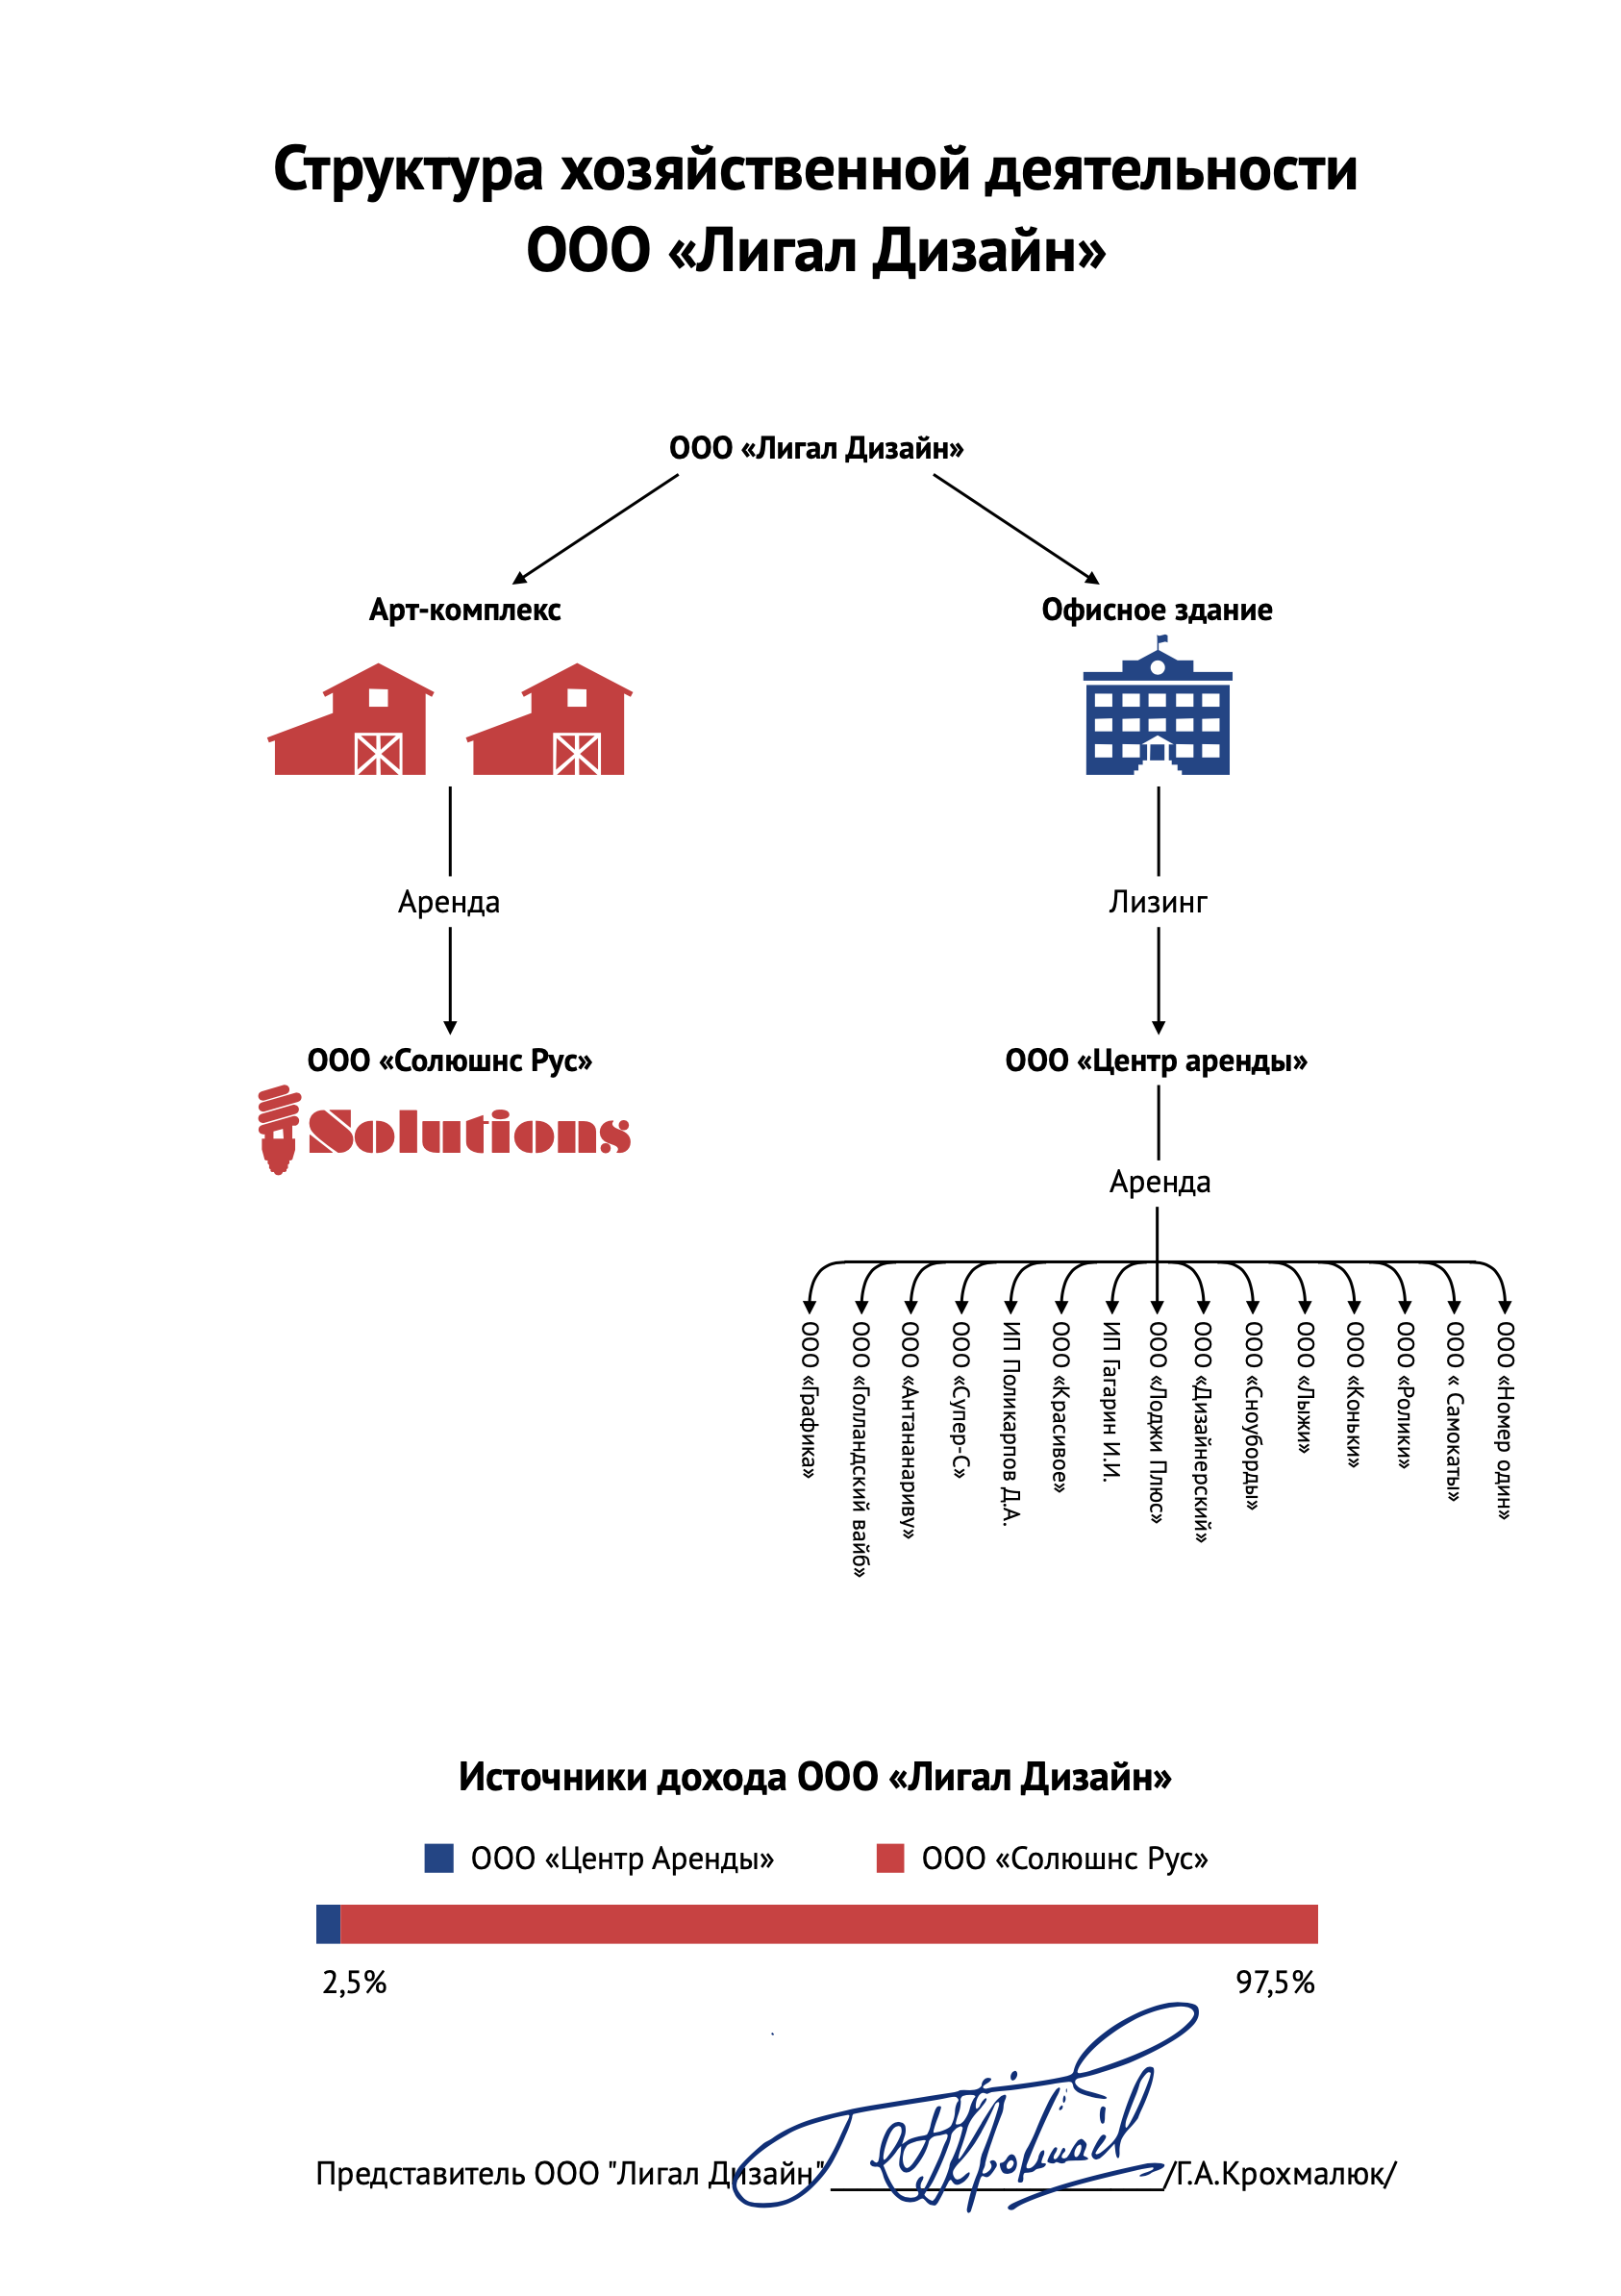 Структура хозяйственной деятельности
ООО «Лигал Дизайн»
ООО «Лигал Дизайн»
Арт-комплекс
Офисное здание
Аренда
Лизинг
ООО «Солюшнс Рус»
ООО «Центр аренды»
Solutions
Аренда
ООО «Графика»
ООО «Голландский вайб»
ООО «Антананариву»
ООО «Супер-С»
ИП Поликарпов Д.А.
ООО «Красивое»
ИП Гагарин И.И.
ООО «Лоджи Плюс»
ООО «Дизайнерский»
ООО «Сноуборды»
ООО «Лыжи»
ООО «Коньки»
ООО «Ролики»
ООО « Самокаты»
ООО «Номер один»
Источники дохода ООО «Лигал Дизайн»
ООО «Центр Аренды»
ООО «Солюшнс Рус»
2,5%
97,5%
Представитель ООО "Лигал Дизайн"____________________/Г.А.Крохмалюк/